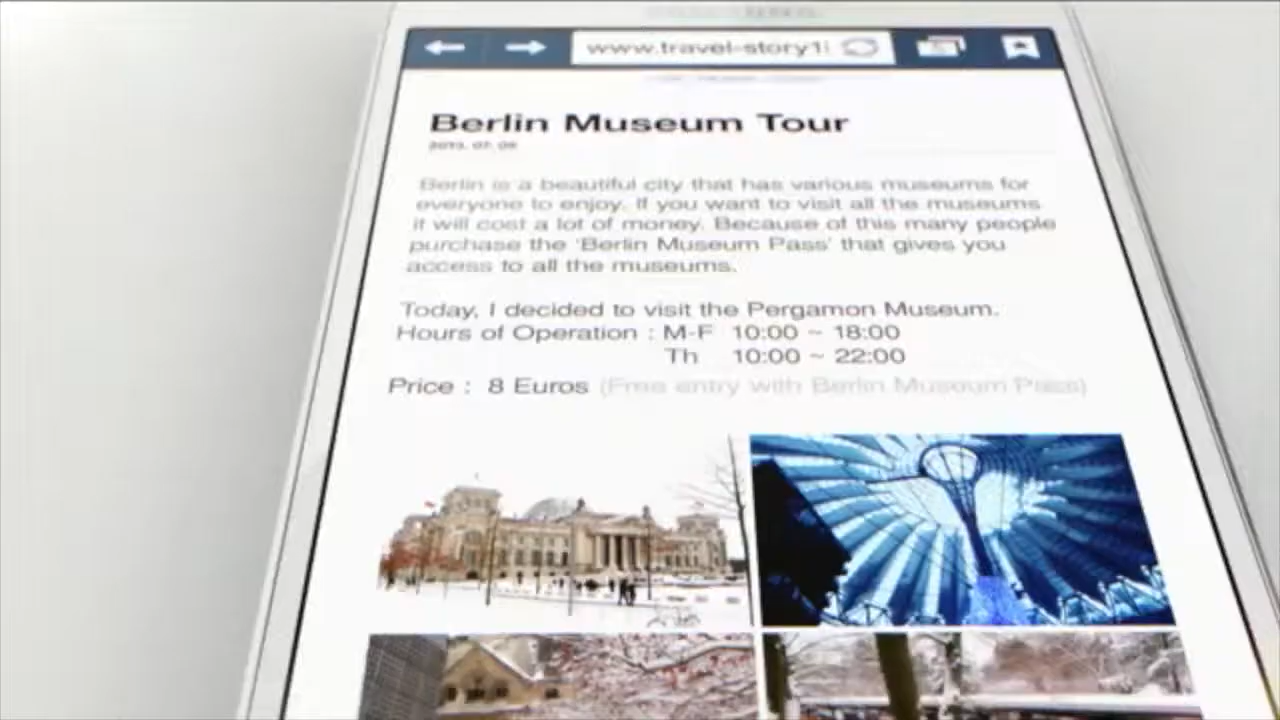 www.travel-story1
Berlin Museum Tour
2013. 07. 09
Berlin is a beautiful city that has various museums for
everyone to enjoy. If you want to visit all the museums
it will cost a lot of money. Because of this many people
purchase the 'Berlin Museum Pass' that gives you
access to all the museums.
Today, I decided to visit the Pergamon Museum.
Hours of Operation : M-F 10:00 ~ 18:00
Th 10:00 ~ 22:00
Price : 8 Euros (Free entry with Berlin Museum Pass)